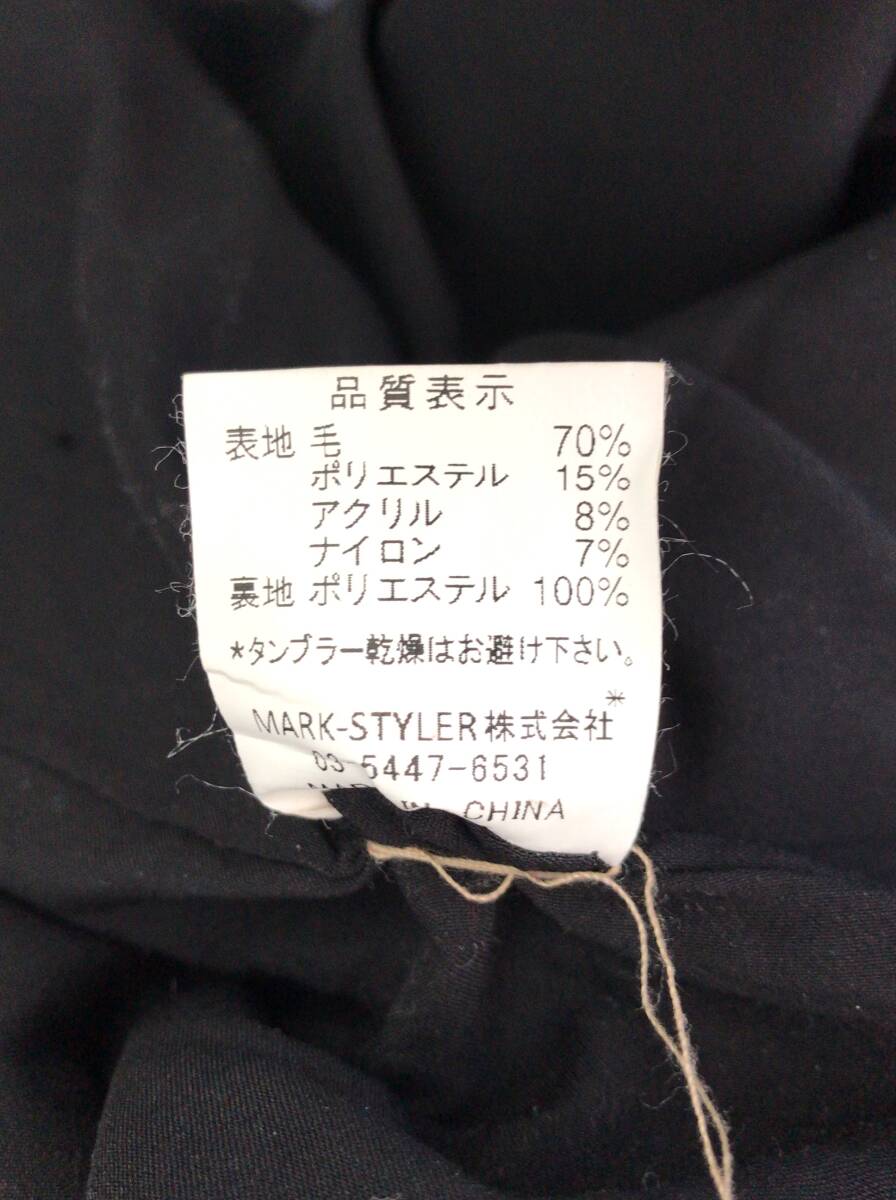 品質表示
表地 毛 70%
ポリエステル 15%
アクリル 8%
ナイロン 7%
裏地 ポリエステル 100%
*タンブラー乾燥はお避け下さい。
*
MARK-STYLER株式会社
03-5447-6531
IN CHINA